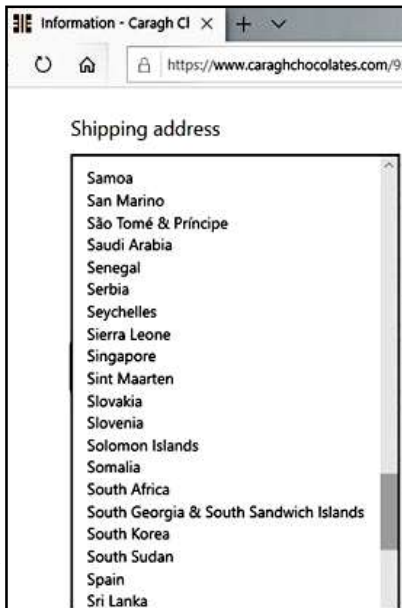 Information - Caragh Cl
https://www.caraghchocolates.com/9
Shipping address
Samoa
San Marino
São Tomé & Príncipe
Saudi Arabia
Senegal
Serbia
Seychelles
Sierra Leone
Singapore
Sint Maarten
Slovakia
Slovenia
Solomon Islands
Somalia
South Africa
South Georgia & South Sandwich Islands
South Korea
South Sudan
Spain
Sri Lanka